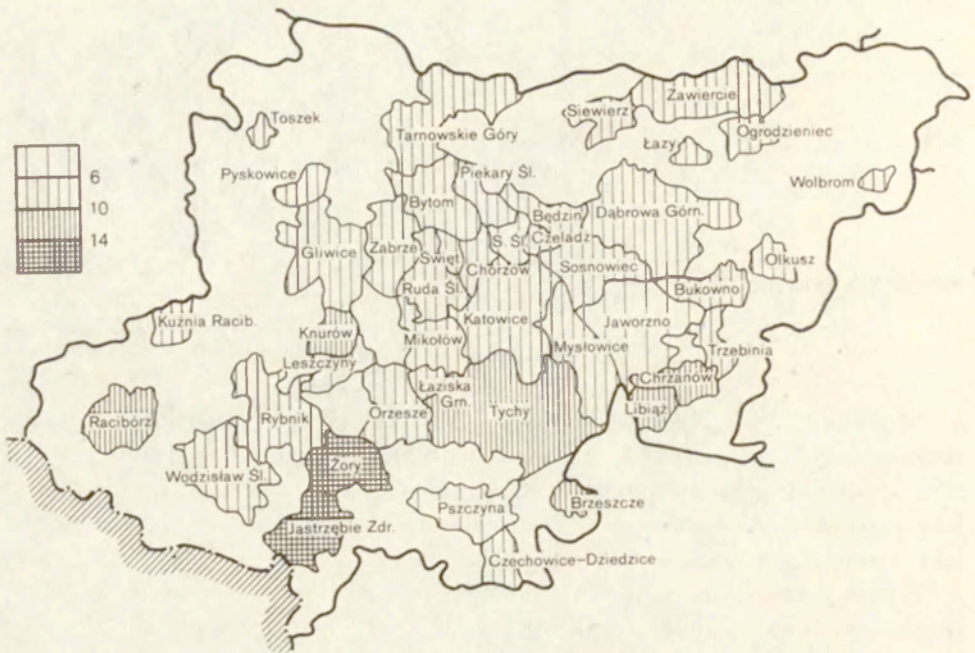 Toszek
Siewierz
Zawiercie
Tarnowskie Góry
Ogrodzieniec
Łazy
6
10
14
Pyskowice
Piekary Śl.
Wolbrom
Bytom
Będzin
Dąbrowa Górn.
Gliwice
Zabrze
Święt.
S. Śl.
Czeladź
Chorzów
Sosnowiec
Olkusz
Ruda Śl.
Bukowno
Kuźnia Racib.
Knurów
Mikołów
Katowice
Mysłowice
Jaworzno
Trzebinia
Leszczyny
Łaziska
Grn.
Chrzanów
Racibórz
Rybnik
Orzesze
Tychy
Libiąż
Żory
Wodzisław Śl.
Pszczyna
Brzeszcze
Jastrzębie Zdr.
Czechowice-Dziedzice